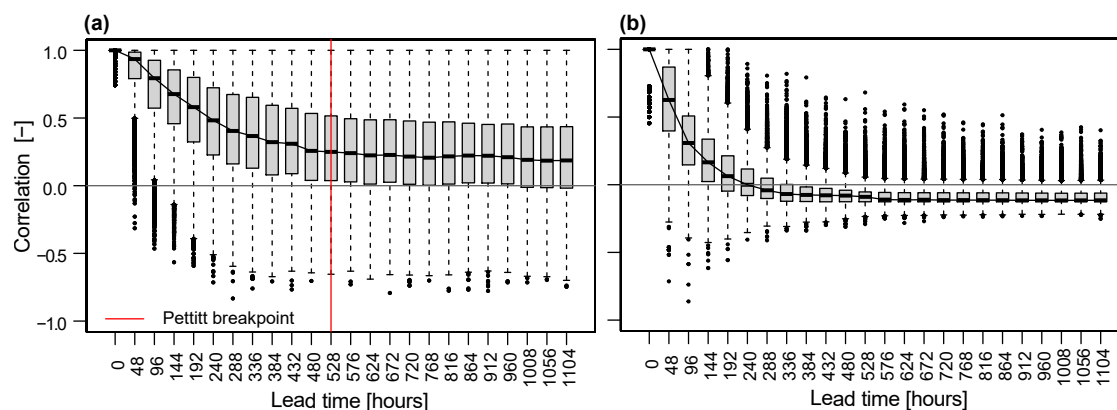 (a)
(b)
Correlation [–]
1.0
0.5
0.0
−0.5
−1.0
Pettitt breakpoint
0 48 96 144 192 240 288 336 384 432 480 528 576 624 672 720 768 816 864 912 960 1008 1056 1104
0 48 96 144 192 240 288 336 384 432 480 528 576 624 672 720 768 816 864 912 960 1008 1056 1104
Lead time [hours]
Lead time [hours]